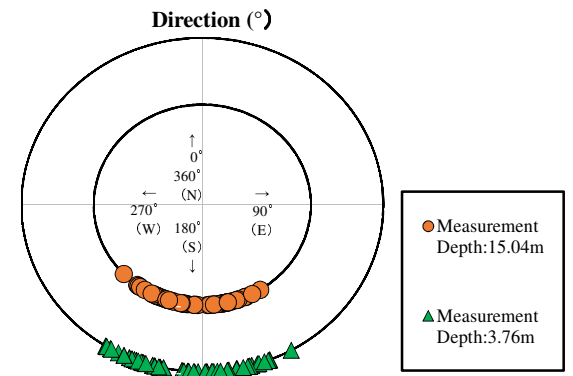 Direction (°)
↑
0°
360°
(N)
← →
270° 180° 90°
(W) (S) (E)
↓
Measurement
Depth:15.04m
Measurement
Depth:3.76m